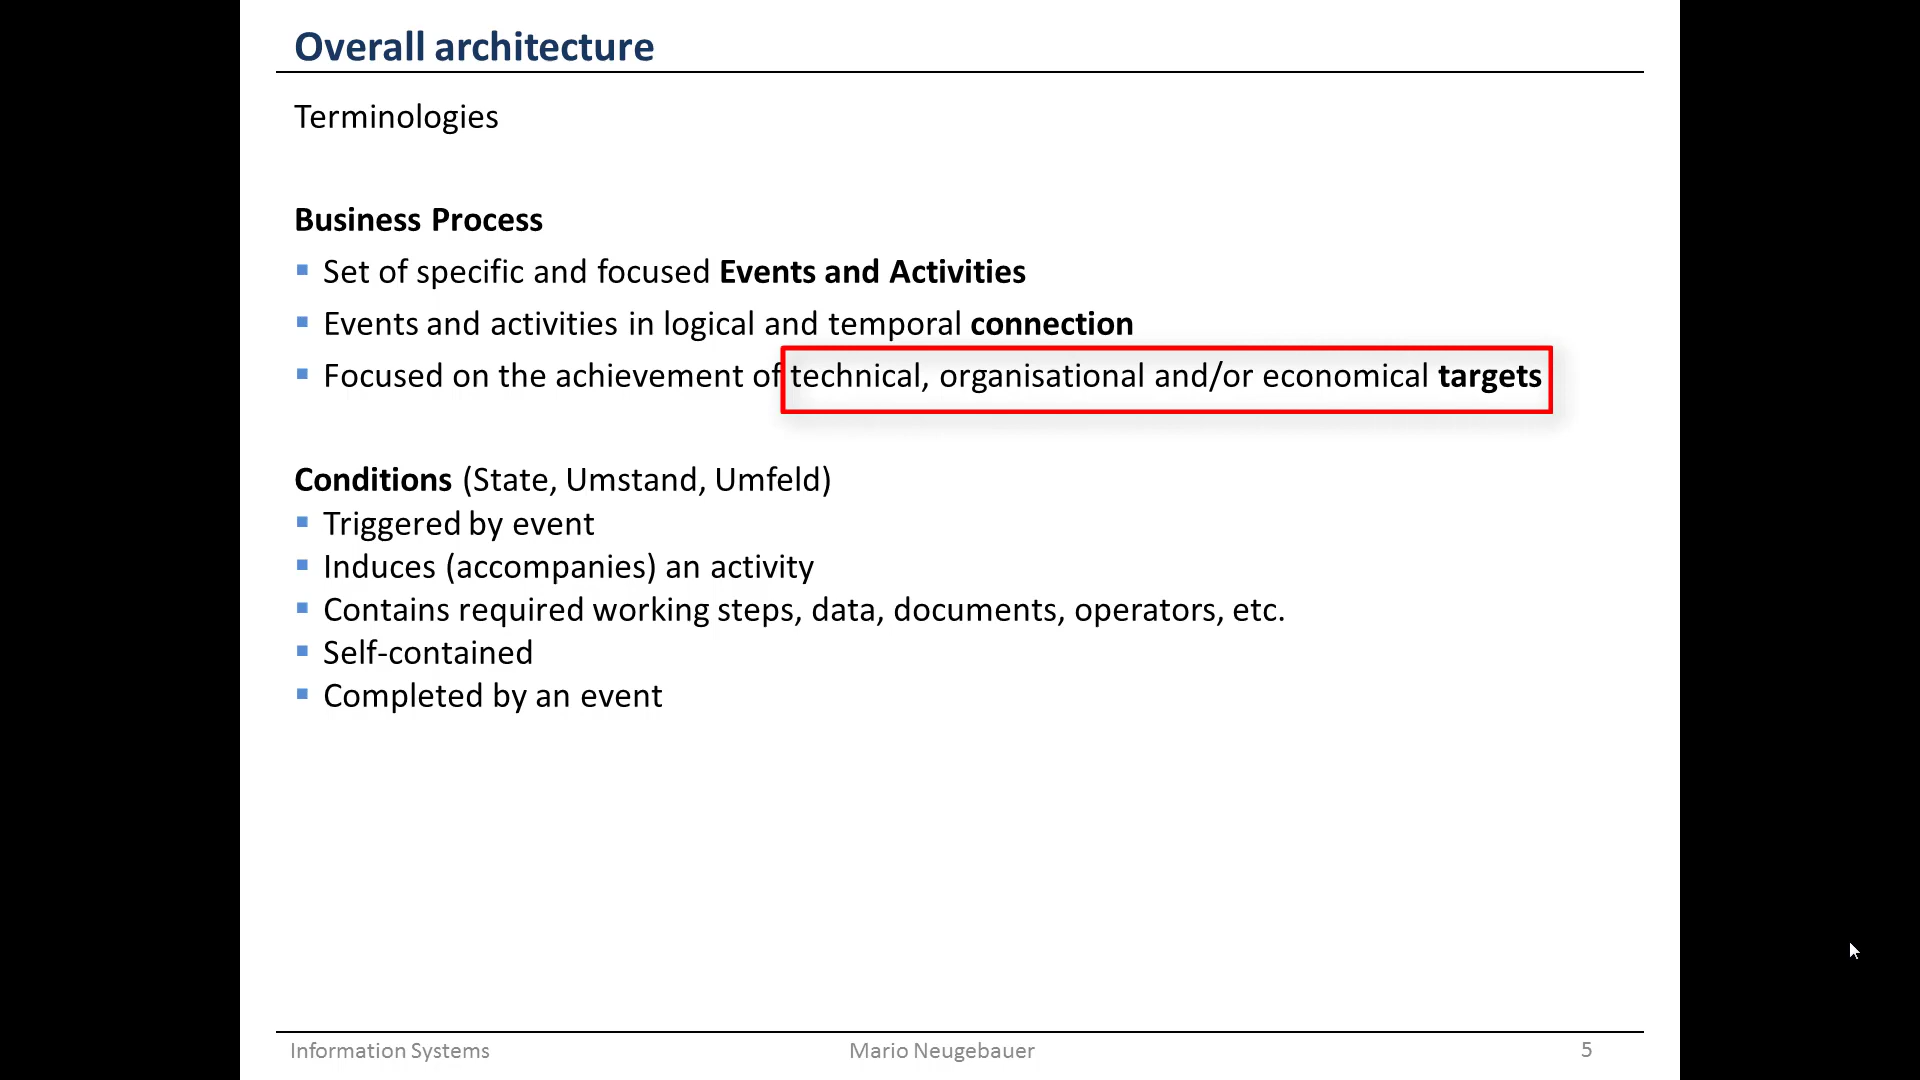 Overall architecture
Terminologies
Business Process
Set of specific and focused Events and Activities
Events and activities in logical and temporal connection
Focused on the achievement of technical, organisational and/or economical targets
Conditions (State, Umstand, Umfeld)
Triggered by event
Induces (accompanies) an activity
Contains required working steps, data, documents, operators, etc.
Self-contained
Completed by an event
Information Systems Mario Neugebauer 5